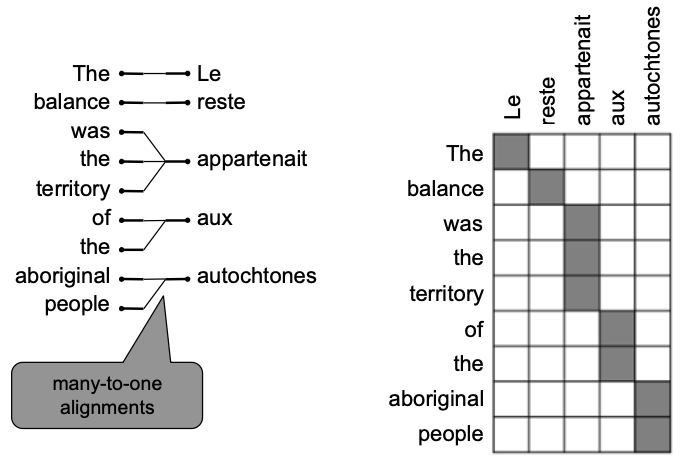 The Le
balance reste
was
the appartenait
territory
of aux
the
aboriginal autochtones
people
many-to-one
alignments
Le reste appartenait aux autochtones
The
balance
was
the
territory
of
the
aboriginal
people